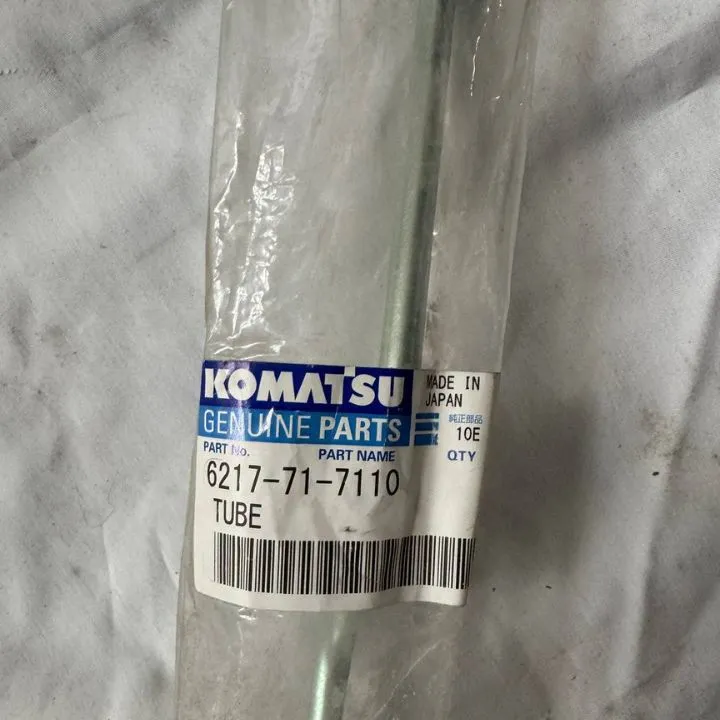 KOMATSU
GENUINE PARTS
MADE IN
JAPAN
純正部品
10E
PART No.
PART NAME
QTY
6217-71-7110
TUBE